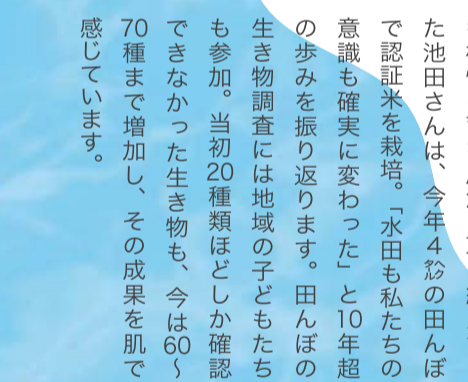 た池田さんは、今年４㌶の田んぼ
で認証米を栽培。「水田も私たちの
意識も確実に変わった」と10年超
の歩みを振り返ります。田んぼの
生き物調査には地域の子どもたち
も参加。当初20種類ほどしか確認
できなかった生き物も、今は60〜
70種まで増加し、その成果を肌で
感じています。